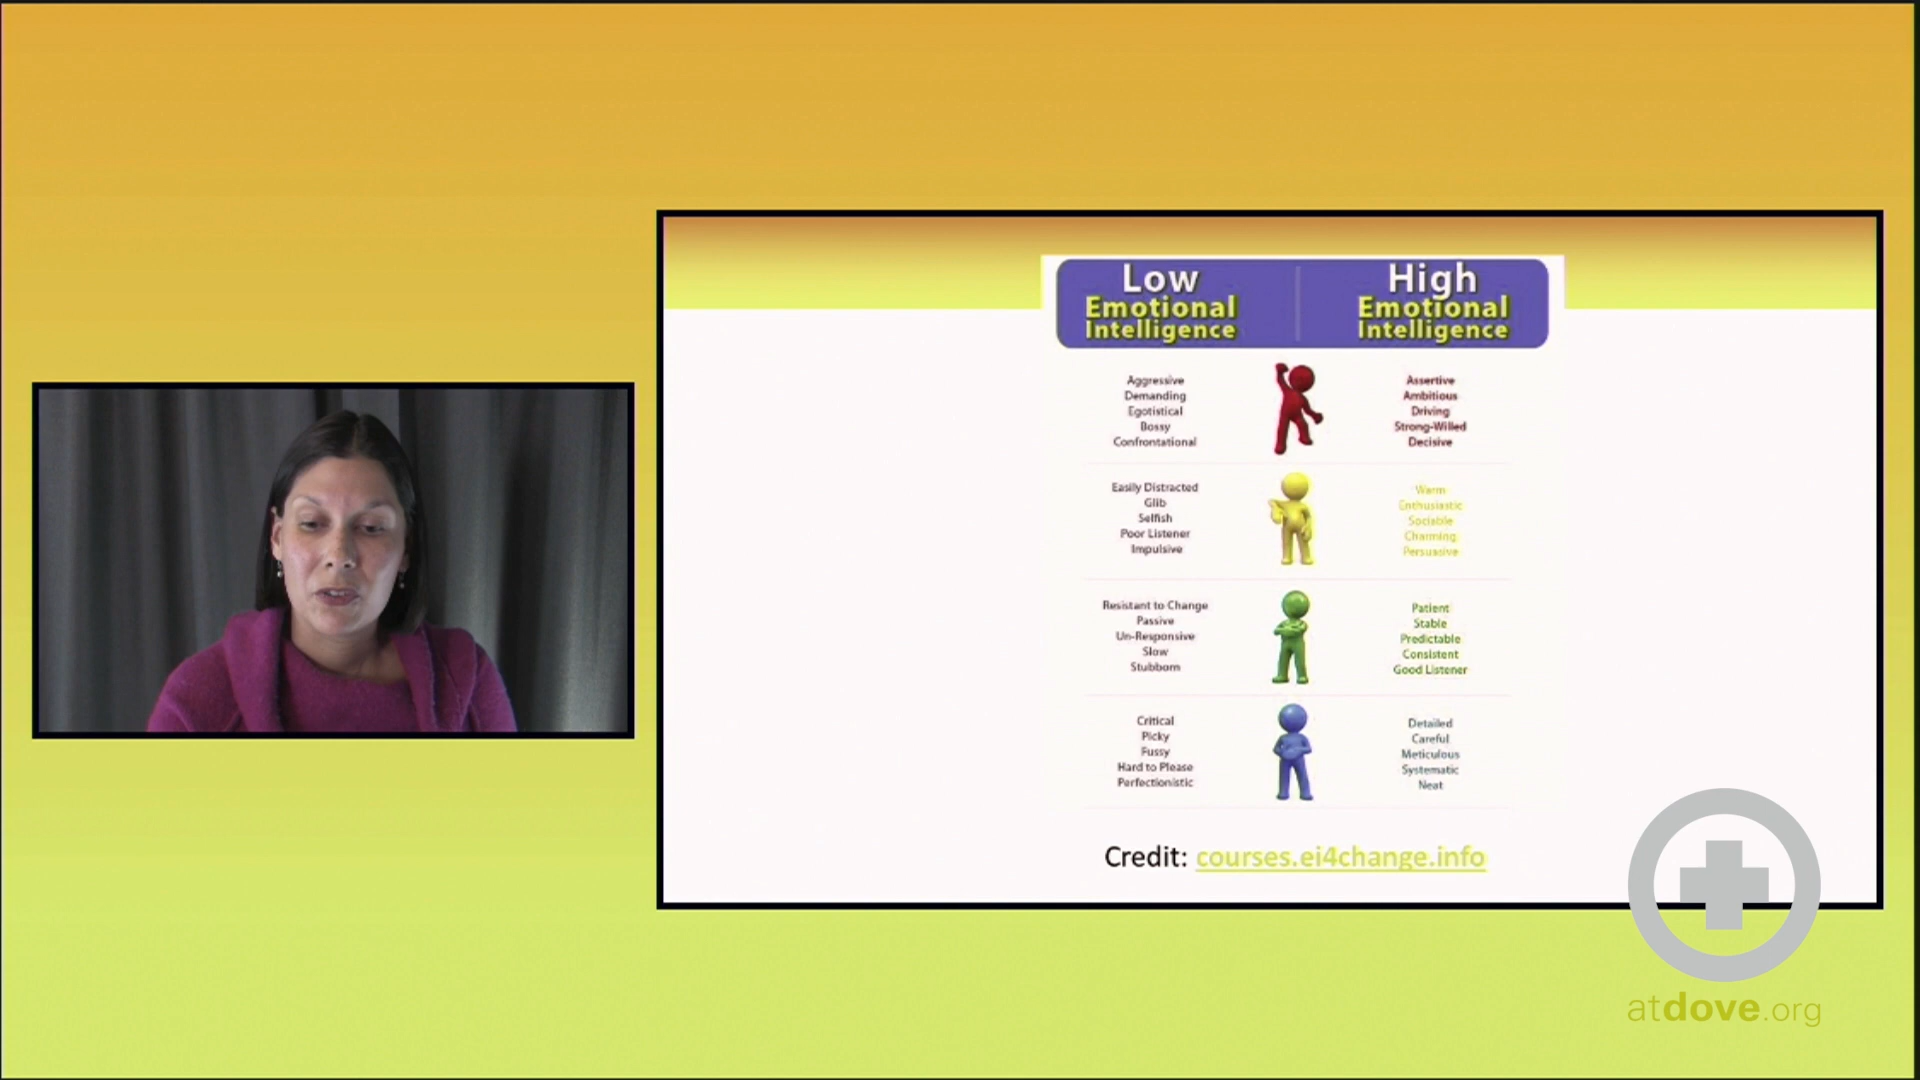 Low
Emotional
Intelligence
High
Emotional
Intelligence
Aggressive
Demanding
Egotistical
Bossy
Confrontational
Assertive
Ambitious
Driving
Strong-Willed
Decisive
Easily Distracted
Glib
Selfish
Poor Listener
Impulsive
Warm
Enthusiastic
Sociable
Charming
Persuasive
Resistant to Change
Passive
Un-Responsive
Slow
Stubborn
Patient
Stable
Predictable
Consistent
Good Listener
Critical
Picky
Fussy
Hard to Please
Perfectionistic
Detailed
Careful
Meticulous
Systematic
Neat
Credit: courses.ei4change.info
atdove.org